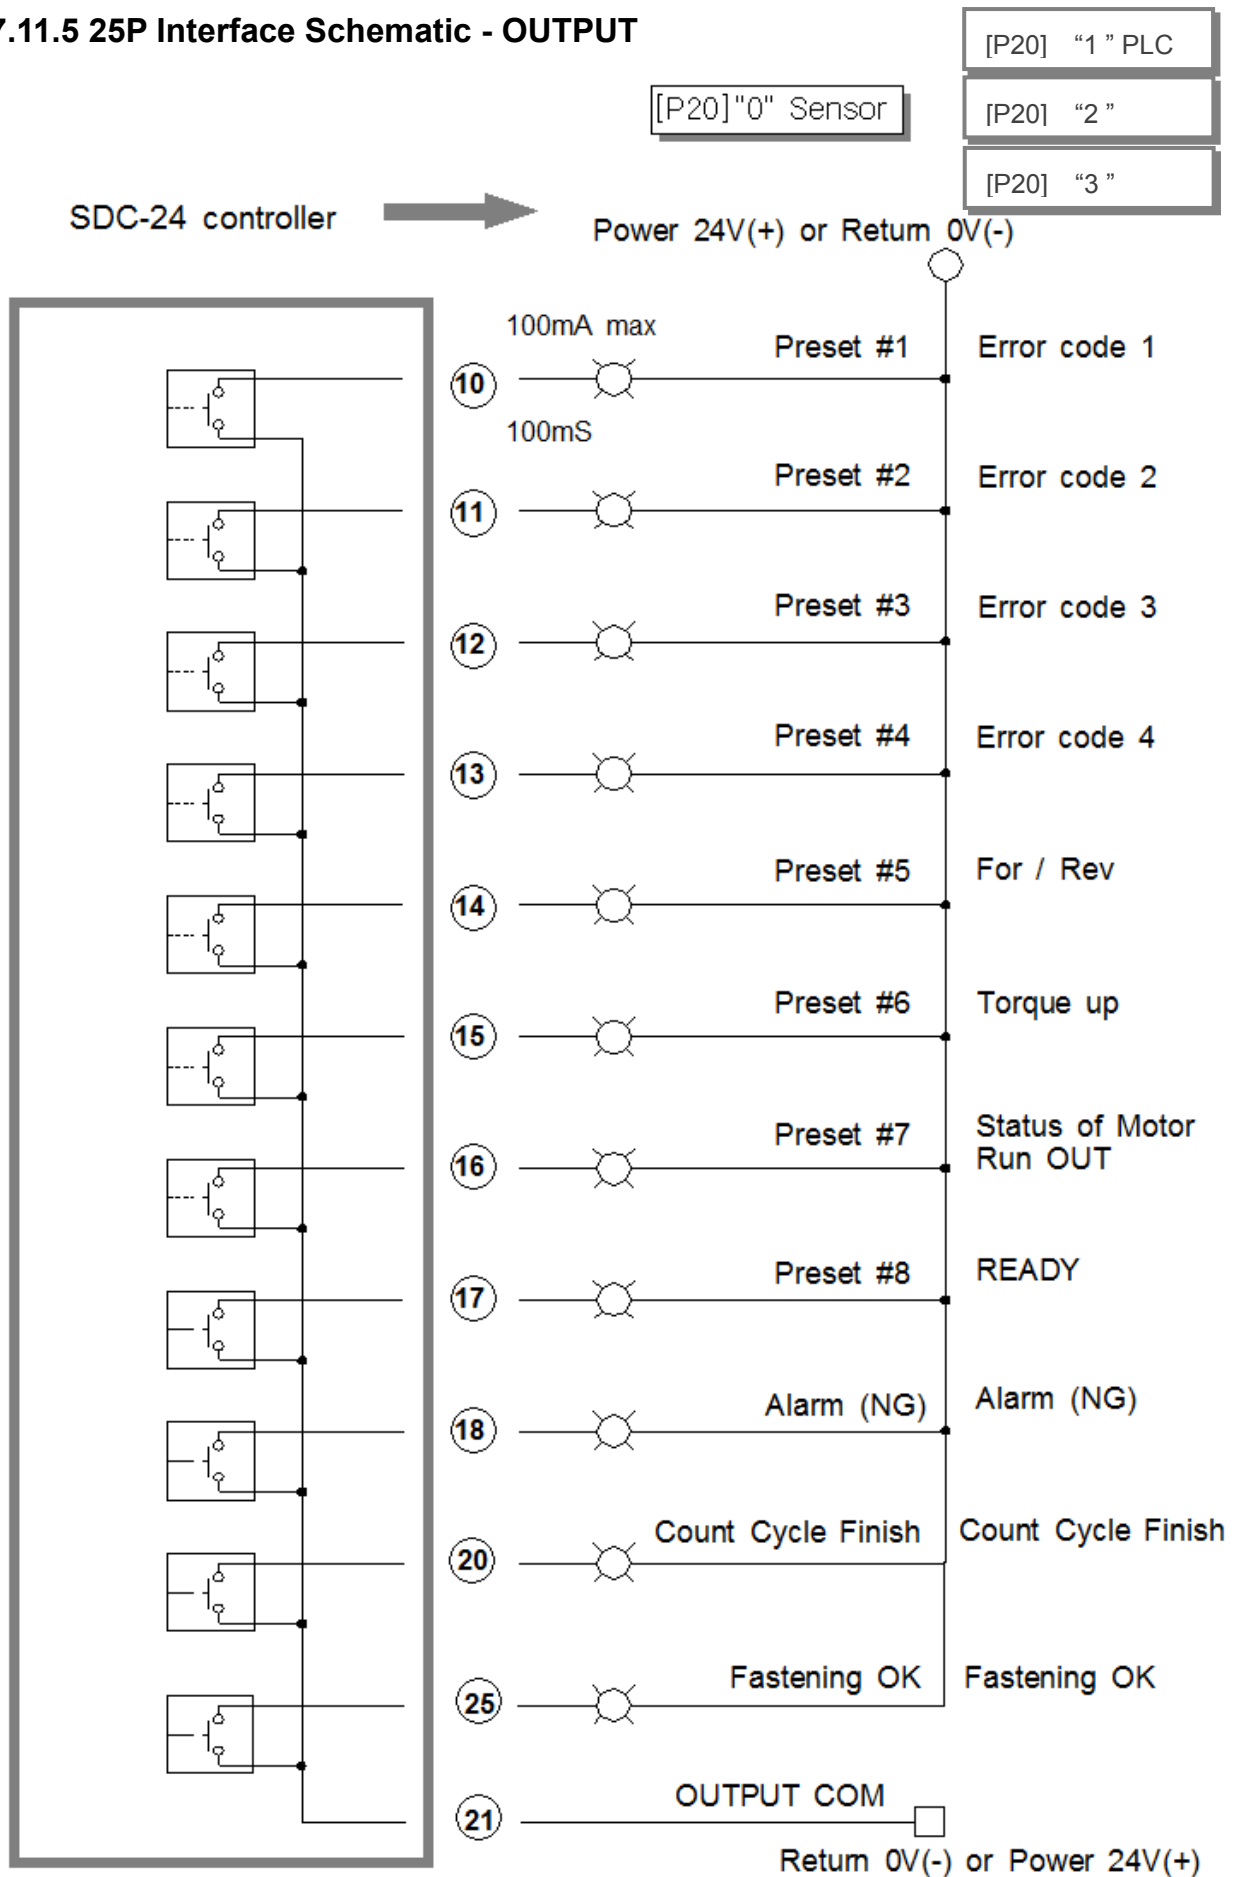 7.11.5 25P Interface Schematic - OUTPUT
[P20] “1 ” PLC
[P20]"0" Sensor
[P20] “2 ”
[P20] “3 ”
SDC-24 controller
Power 24V(+) or Return 0V(-)
100mA max
Preset #1
Error code 1
10
100mS
Preset #2
Error code 2
11
Preset #3
Error code 3
12
Preset #4
Error code 4
13
Preset #5
For / Rev
14
Preset #6
Torque up
15
Preset #7
Status of Motor
Run OUT
16
Preset #8
READY
17
Alarm (NG)
Alarm (NG)
18
Count Cycle Finish
Count Cycle Finish
20
Fastening OK
Fastening OK
25
OUTPUT COM
21
Return 0V(-) or Power 24V(+)